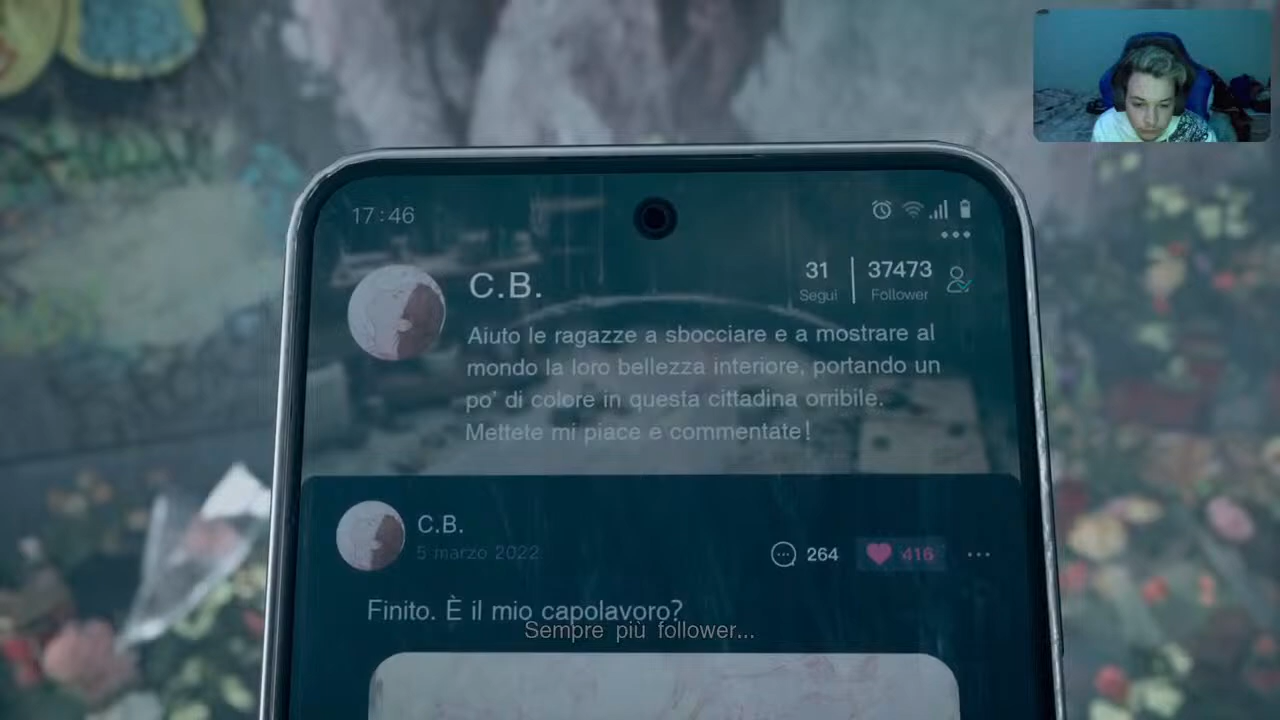 17:46
C.B.
31
37473
Segui
Follower
Aiuto le ragazze a sbocciare e a mostrare al
mondo la loro bellezza interiore, portando un
po' di colore in questa cittadina orribile.
Mettete mi piace e commentate!
C.B.
5 marzo 2022
264
416
Finito. È il mio capolavoro?
Sempre più follower...